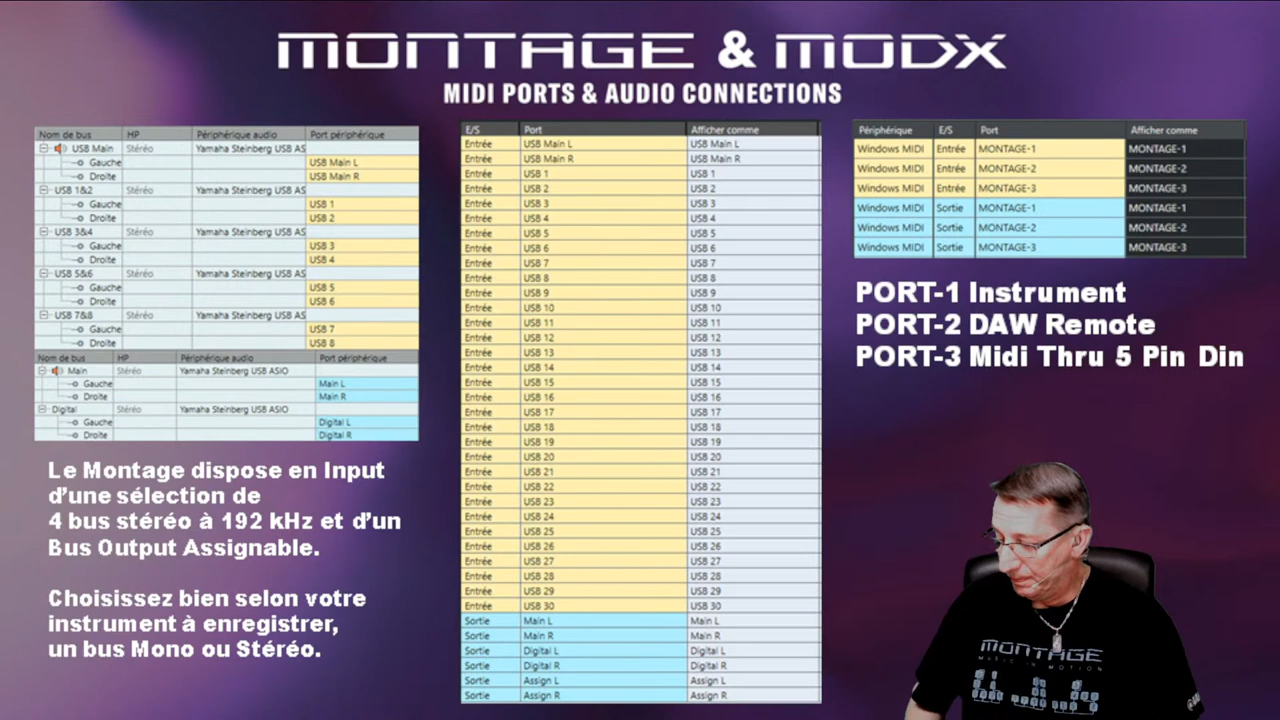 MONTAGE & MODX
MIDI PORTS & AUDIO CONNECTIONS
Nom de bus HP Périphérique audio Port périphérique
USB Main Stéréo Yamaha Steinberg USB AS
Gauche USB Main L
Droite USB Main R
USB 1&2 Stéréo Yamaha Steinberg USB AS
Gauche USB 1
Droite USB 2
USB 3&4 Stéréo Yamaha Steinberg USB AS
Gauche USB 3
Droite USB 4
USB 5&6 Stéréo Yamaha Steinberg USB AS
Gauche USB 5
Droite USB 6
USB 7&8 Stéréo Yamaha Steinberg USB AS
Gauche USB 7
Droite USB 8
Nom de bus HP Périphérique audio Port périphérique
Main Stéréo Yamaha Steinberg USB ASIO
Gauche Main L
Droite Main R
Digital Stéréo Yamaha Steinberg USB ASIO
Gauche Digital L
Droite Digital R
Le Montage dispose en Input
d'une sélection de
4 bus stéréo à 192 kHz et d'un
Bus Output Assignable.
Choisissez bien selon votre
instrument à enregistrer,
un bus Mono ou Stéréo.
E/S Port Afficher comme
Entrée USB Main L USB Main L
Entrée USB Main R USB Main R
Entrée USB 1 USB 1
Entrée USB 2 USB 2
Entrée USB 3 USB 3
Entrée USB 4 USB 4
Entrée USB 5 USB 5
Entrée USB 6 USB 6
Entrée USB 7 USB 7
Entrée USB 8 USB 8
Entrée USB 9 USB 9
Entrée USB 10 USB 10
Entrée USB 11 USB 11
Entrée USB 12 USB 12
Entrée USB 13 USB 13
Entrée USB 14 USB 14
Entrée USB 15 USB 15
Entrée USB 16 USB 16
Entrée USB 17 USB 17
Entrée USB 18 USB 18
Entrée USB 19 USB 19
Entrée USB 20 USB 20
Entrée USB 21 USB 21
Entrée USB 22 USB 22
Entrée USB 23 USB 23
Entrée USB 24 USB 24
Entrée USB 25 USB 25
Entrée USB 26 USB 26
Entrée USB 27 USB 27
Entrée USB 28 USB 28
Entrée USB 29 USB 29
Entrée USB 30 USB 30
Sortie Main L Main L
Sortie Main R Main R
Sortie Digital L Digital L
Sortie Digital R Digital R
Sortie Assign L Assign L
Sortie Assign R Assign R
Périphérique E/S Port Afficher comme
Windows MIDI Entrée MONTAGE-1 MONTAGE-1
Windows MIDI Entrée MONTAGE-2 MONTAGE-2
Windows MIDI Entrée MONTAGE-3 MONTAGE-3
Windows MIDI Sortie MONTAGE-1 MONTAGE-1
Windows MIDI Sortie MONTAGE-2 MONTAGE-2
Windows MIDI Sortie MONTAGE-3 MONTAGE-3
PORT-1 Instrument
PORT-2 DAW Remote
PORT-3 Midi Thru 5 Pin Din
MONTAGE
MUSIC IN MOTION